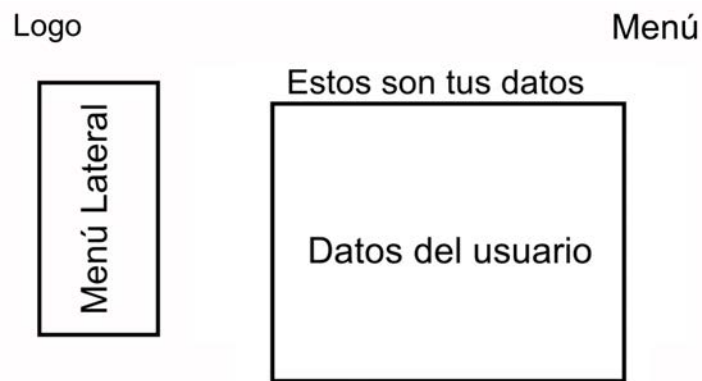 Logo
Menú
Estos son tus datos
Menú Lateral
Datos del usuario